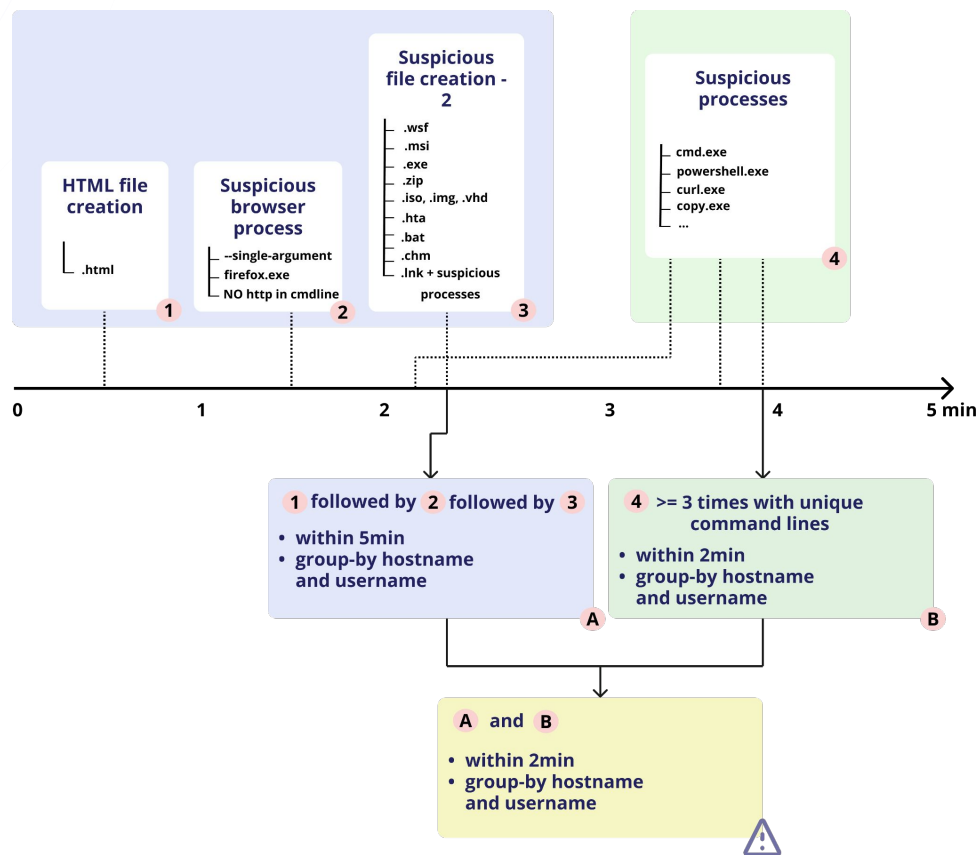 HTML file
creation
.html
1
Suspicious
browser
process
--single-argument
firefox.exe
NO http in cmdline
2
Suspicious
file creation -
2
.wsf
.msi
.exe
.zip
.iso, .img, .vhd
.hta
.bat
.chm
.lnk + suspicious
processes
3
Suspicious
processes
cmd.exe
powershell.exe
curl.exe
copy.exe
...
4
0 1 2 3 4 5 min
1 followed by 2 followed by 3
• within 5min
• group-by hostname
and username
A
4 >= 3 times with unique
command lines
• within 2min
• group-by hostname
and username
B
A and B
• within 2min
• group-by hostname
and username